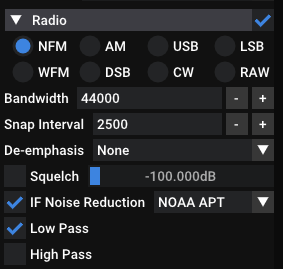 Radio
NFM AM USB LSB
WFM DSB CW RAW
Bandwidth 44000 - +
Snap Interval 2500 - +
De-emphasis None
Squelch -100.000dB
IF Noise Reduction NOAA APT
Low Pass
High Pass